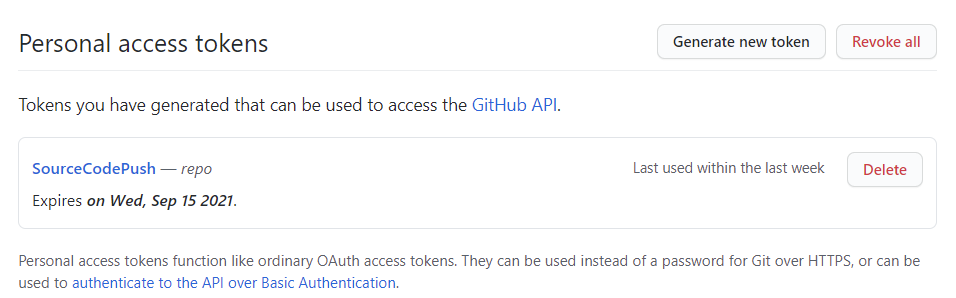 Personal access tokens
Generate new token
Revoke all
Tokens you have generated that can be used to access the GitHub API.
SourceCodePush — repo
Last used within the last week
Delete
Expires on Wed, Sep 15 2021.
Personal access tokens function like ordinary OAuth access tokens. They can be used instead of a password for Git over HTTPS, or can be
used to authenticate to the API over Basic Authentication.